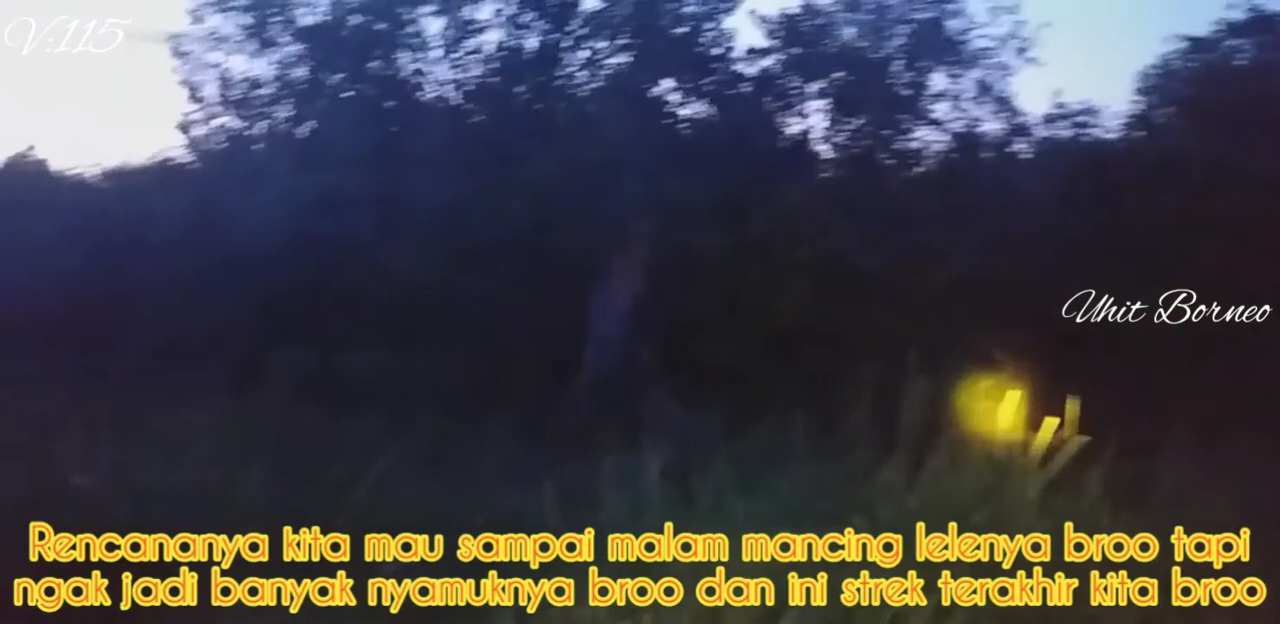 V.115
Uhit Borneo
Rencananya kita mau sampai malam mancing lelenya broo tapi
ngak jadi banyak nyamuknya broo dan ini strek terakhir kita broo